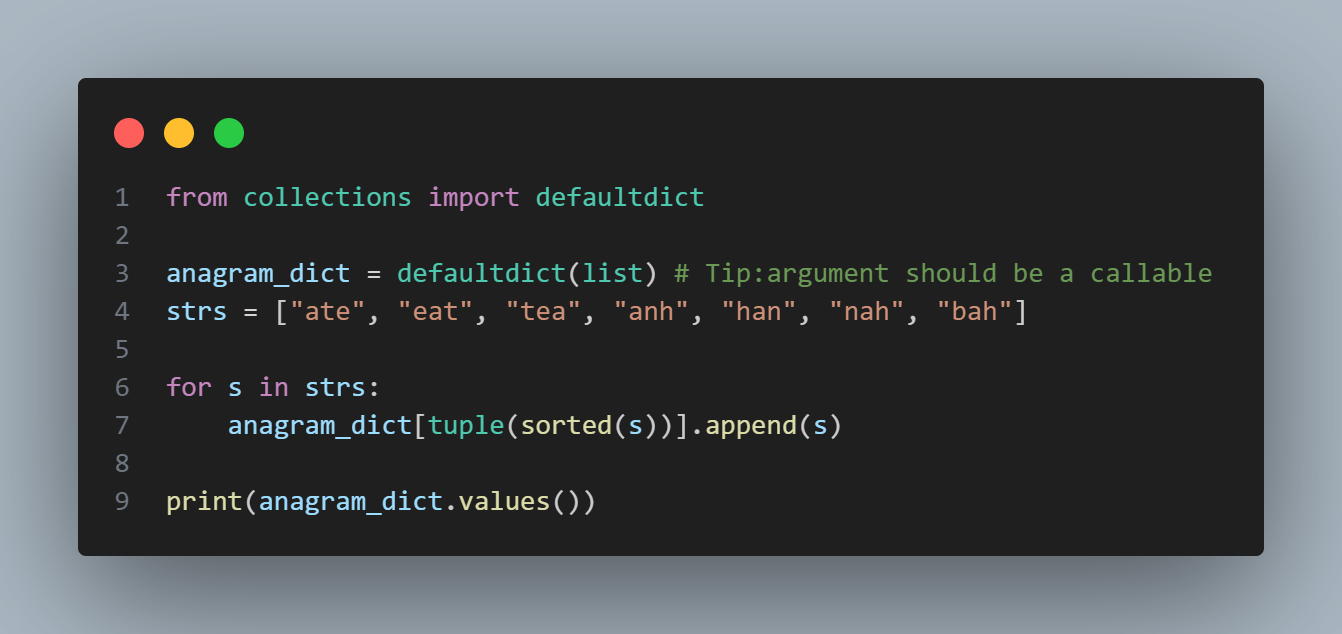 1 from collections import defaultdict
2
3 anagram_dict = defaultdict(list) # Tip:argument should be a callable
4 strs = ["ate", "eat", "tea", "anh", "han", "nah", "bah"]
5
6 for s in strs:
7     anagram_dict[tuple(sorted(s))].append(s)
8
9 print(anagram_dict.values())